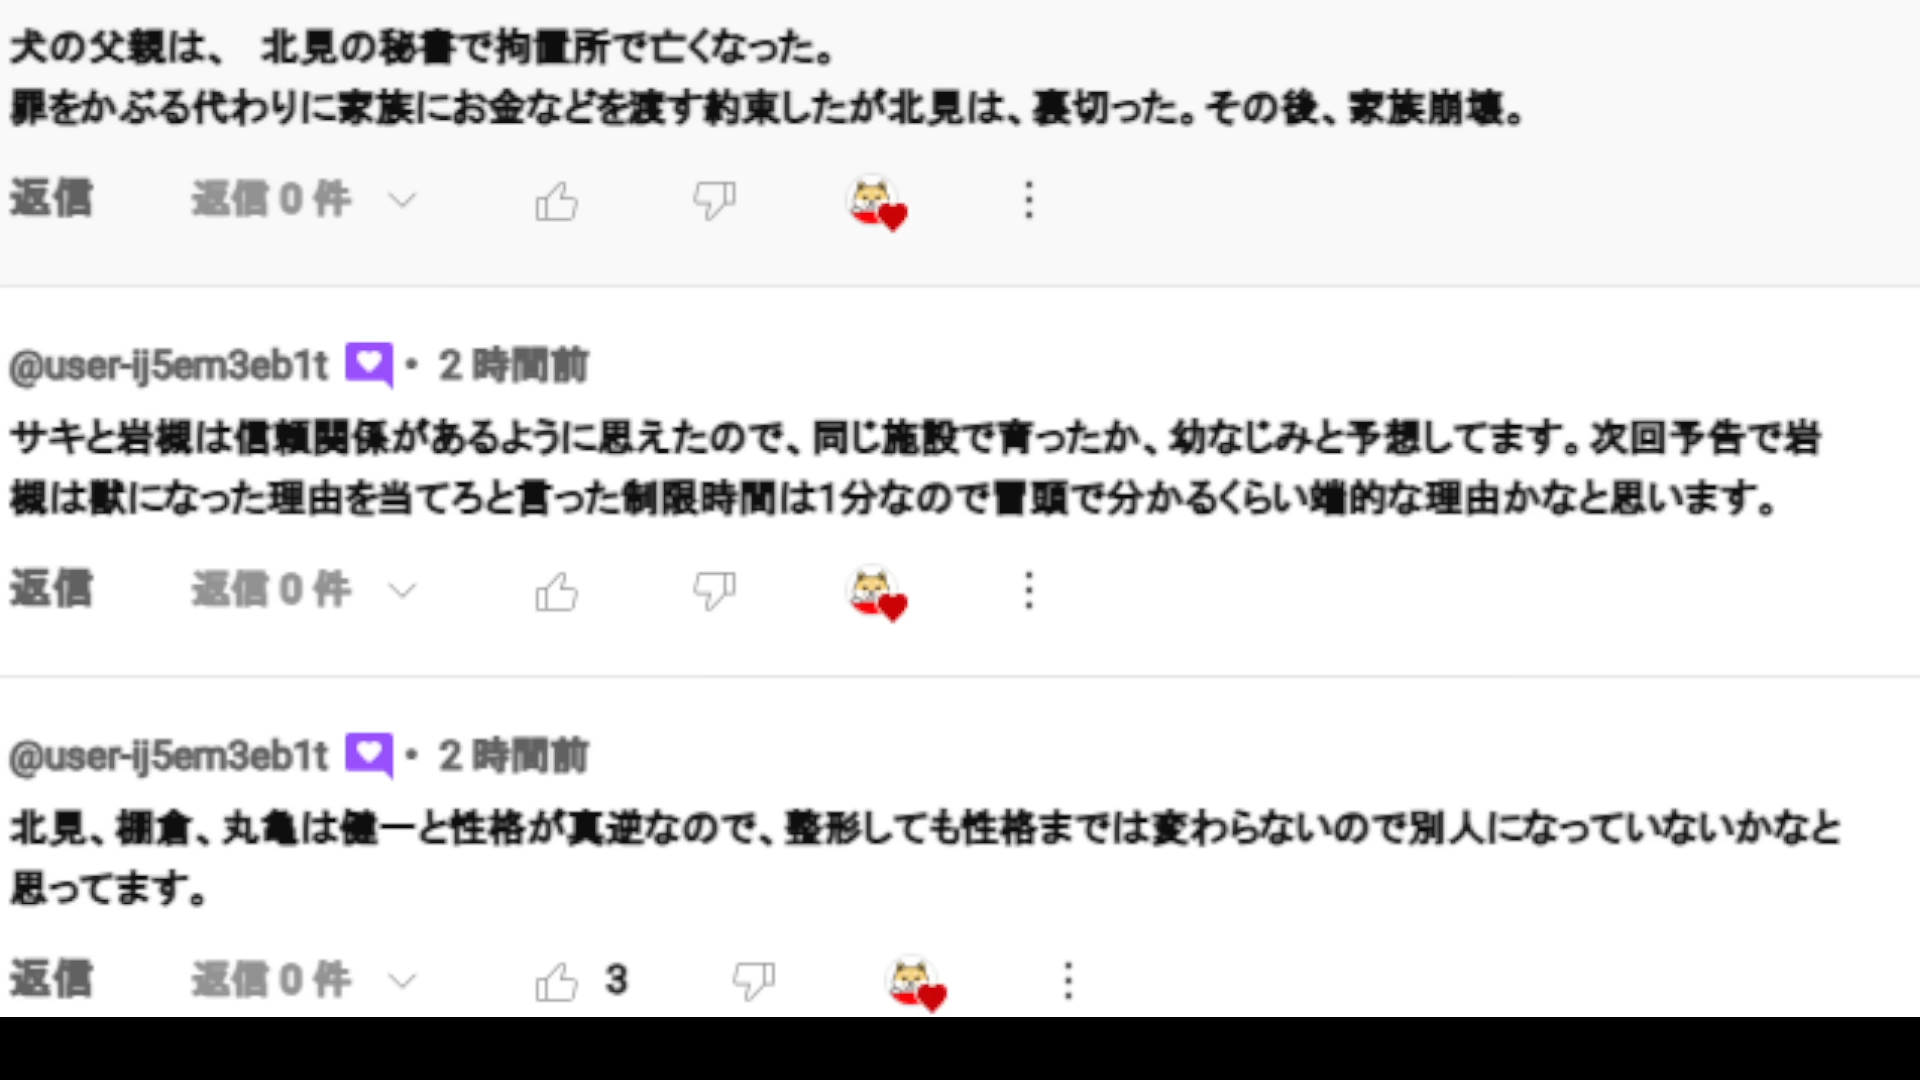 犬の父親は、 北見の秘書で拘置所で亡くなった。
罪をかぶる代わりに家族にお金などを渡す約束したが北見は、裏切った。その後、家族崩壊。
返信 返信 0 件
@user-ij5em3eb1t ・ 2 時間前
サキと岩槻は信頼関係があるように思えたので、同じ施設で育ったか、幼なじみと予想してます。次回予告で岩
槻は獣になった理由を当てろと言った制限時間は1分なので冒頭で分かるくらい端的な理由かなと思います。
返信 返信 0 件
@user-ij5em3eb1t ・ 2 時間前
北見、棚倉、丸亀は健一と性格が真逆なので、整形しても性格までは変わらないので別人になっていないかなと
思ってます。
返信 返信 0 件 3